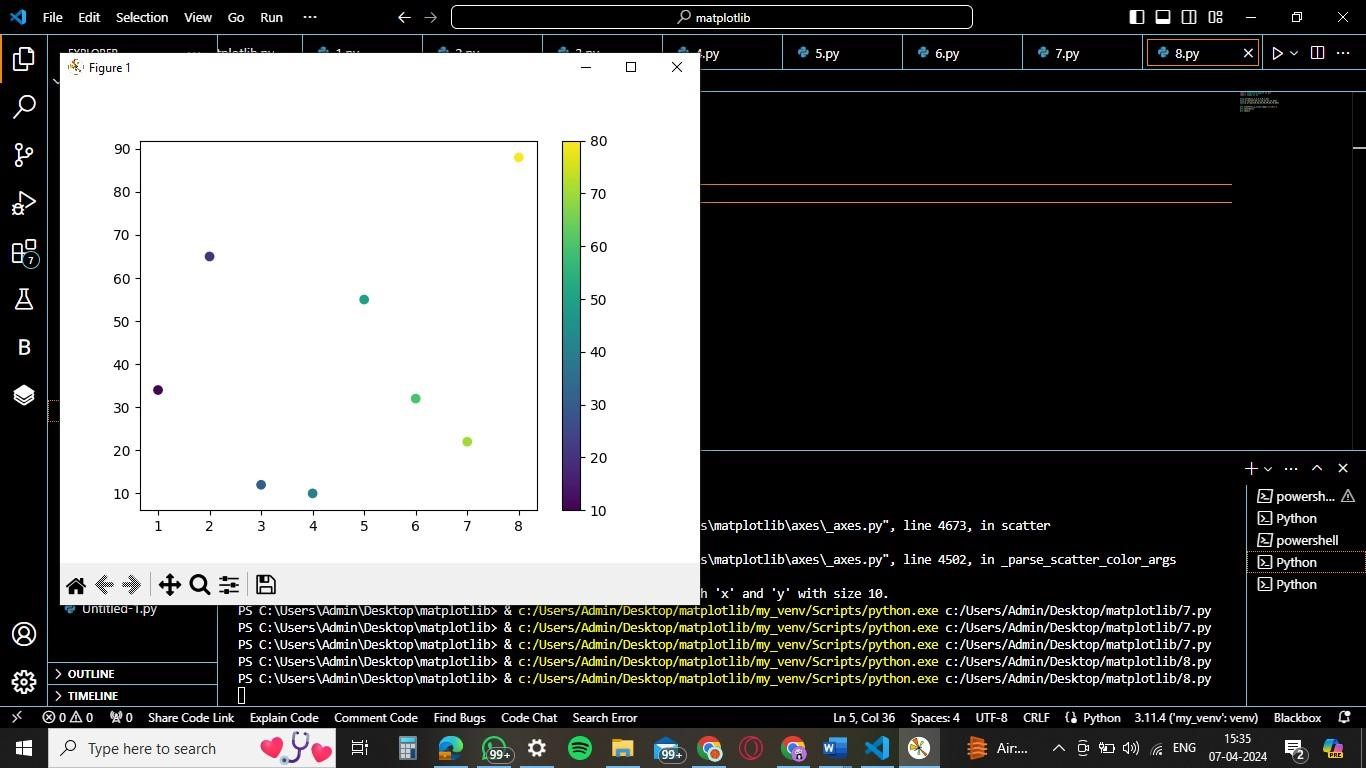 File Edit Selection View Go Run ··· matplotlib
EXPLORER
tplotlib.py 1.py 2.py 3.py 4.py 5.py 6.py 7.py 8.py
Figure 1
90
80
70
60
50
40
30
20
10
1 2 3 4 5 6 7 8
80
70
60
50
40
30
20
10
7
B
s\matplotlib\axes\_axes.py", line 4673, in scatter
s\matplotlib\axes\_axes.py", line 4502, in _parse_scatter_color_args
h 'x' and 'y' with size 10.
PS C:\Users\Admin\Desktop\matplotlib> & c:/Users/Admin/Desktop/matplotlib/my_venv/Scripts/python.exe c:/Users/Admin/Desktop/matplotlib/7.py
PS C:\Users\Admin\Desktop\matplotlib> & c:/Users/Admin/Desktop/matplotlib/my_venv/Scripts/python.exe c:/Users/Admin/Desktop/matplotlib/7.py
PS C:\Users\Admin\Desktop\matplotlib> & c:/Users/Admin/Desktop/matplotlib/my_venv/Scripts/python.exe c:/Users/Admin/Desktop/matplotlib/7.py
PS C:\Users\Admin\Desktop\matplotlib> & c:/Users/Admin/Desktop/matplotlib/my_venv/Scripts/python.exe c:/Users/Admin/Desktop/matplotlib/8.py
PS C:\Users\Admin\Desktop\matplotlib> & c:/Users/Admin/Desktop/matplotlib/my_venv/Scripts/python.exe c:/Users/Admin/Desktop/matplotlib/8.py
powersh...
Python
powershell
Python
Python
Untitled-1.py
OUTLINE
TIMELINE
0 0 0 Share Code Link Explain Code Comment Code Find Bugs Code Chat Search Error Ln 5, Col 36 Spaces: 4 UTF-8 CRLF Python 3.11.4 ('my_venv': venv) Blackbox
Type here to search 99+ 99+ Air:... ENG 15:35 2 PRE
07-04-2024